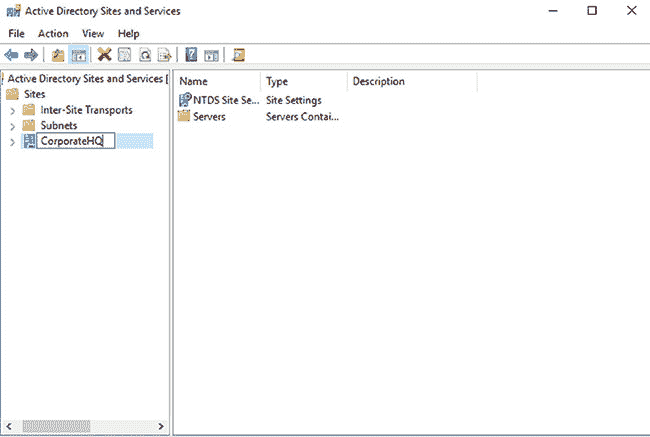 Active Directory Sites and Services
File Action View Help
Active Directory Sites and Services [
Sites
Inter-Site Transports
Subnets
CorporateHQ
Name Type Description
NTDS Site Se... Site Settings
Servers Servers Contai...